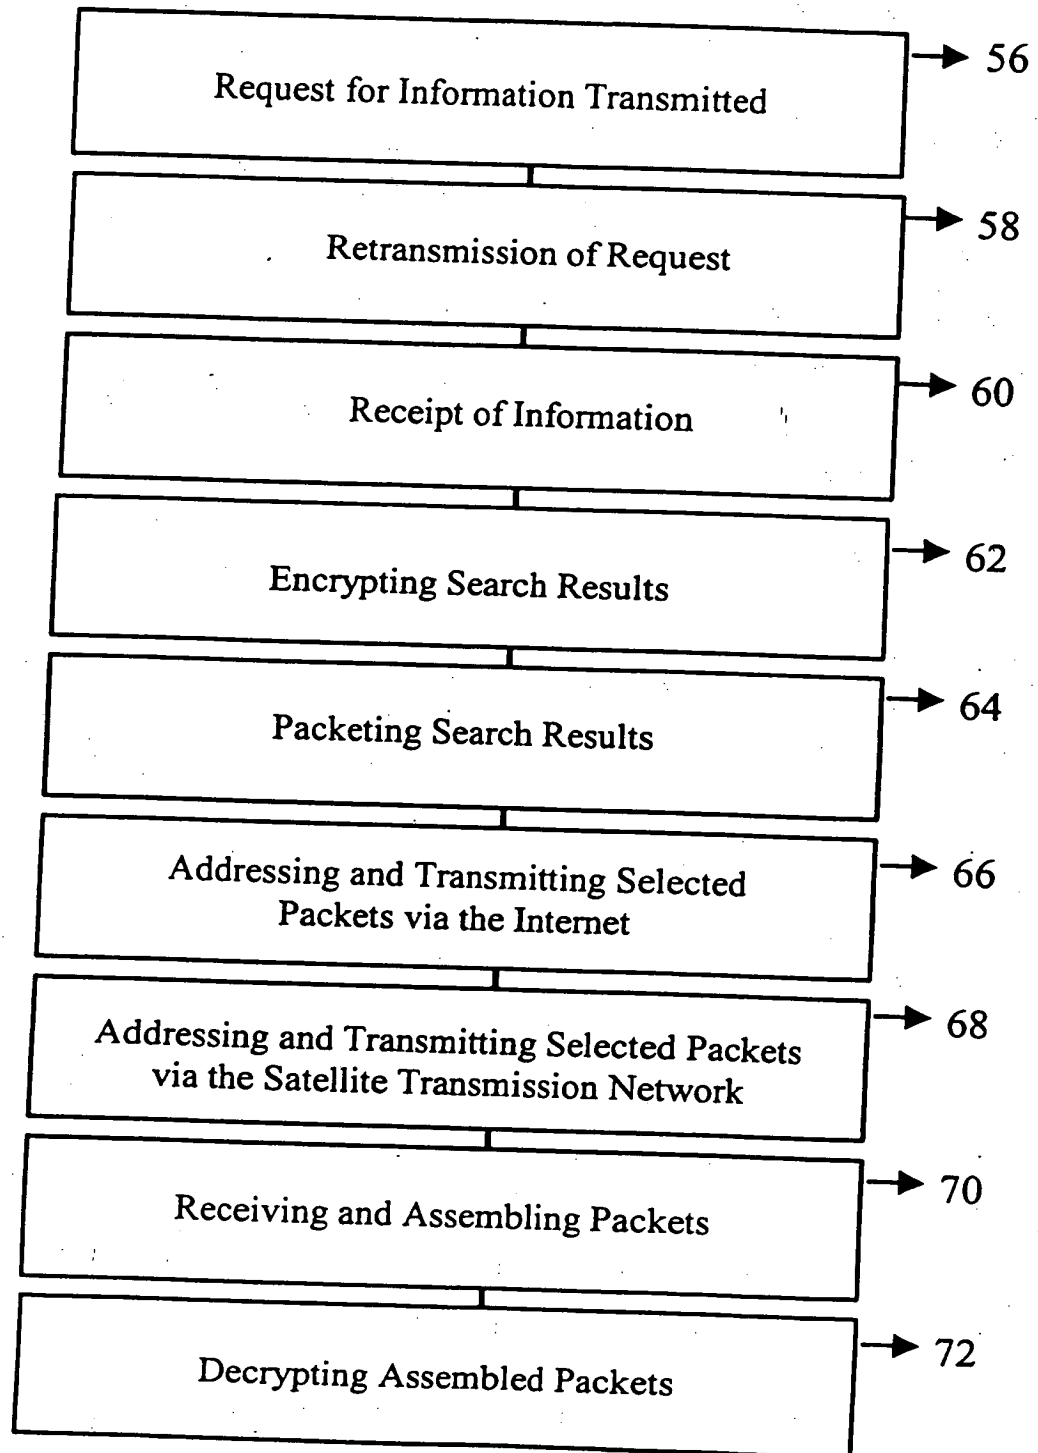 56
Request for Information Transmitted
58
Retransmission of Request
60
Receipt of Information
62
Encrypting Search Results
64
Packeting Search Results
66
Addressing and Transmitting Selected
Packets via the Internet
68
Addressing and Transmitting Selected Packets
via the Satellite Transmission Network
70
Receiving and Assembling Packets
72
Decrypting Assembled Packets